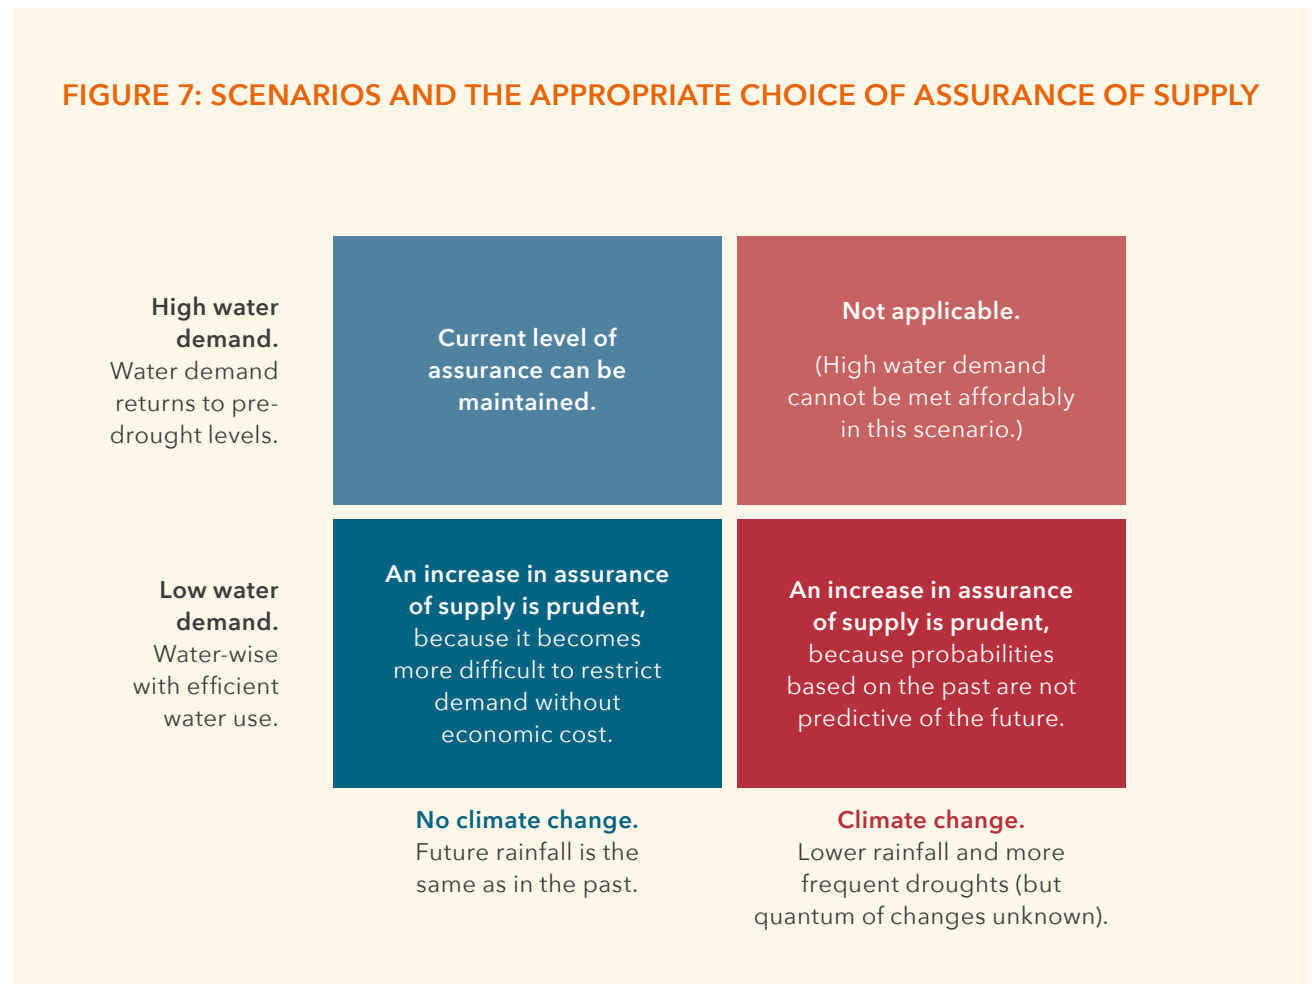 FIGURE 7: SCENARIOS AND THE APPROPRIATE CHOICE OF ASSURANCE OF SUPPLY
High water
demand.
Water demand
returns to pre-
drought levels.
Current level of
assurance can be
maintained.
Not applicable.
(High water demand
cannot be met affordably
in this scenario.)
Low water
demand.
Water-wise
with efficient
water use.
An increase in assurance
of supply is prudent,
because it becomes
more difficult to restrict
demand without
economic cost.
An increase in assurance
of supply is prudent,
because probabilities
based on the past are not
predictive of the future.
No climate change.
Future rainfall is the
same as in the past.
Climate change.
Lower rainfall and more
frequent droughts (but
quantum of changes unknown).